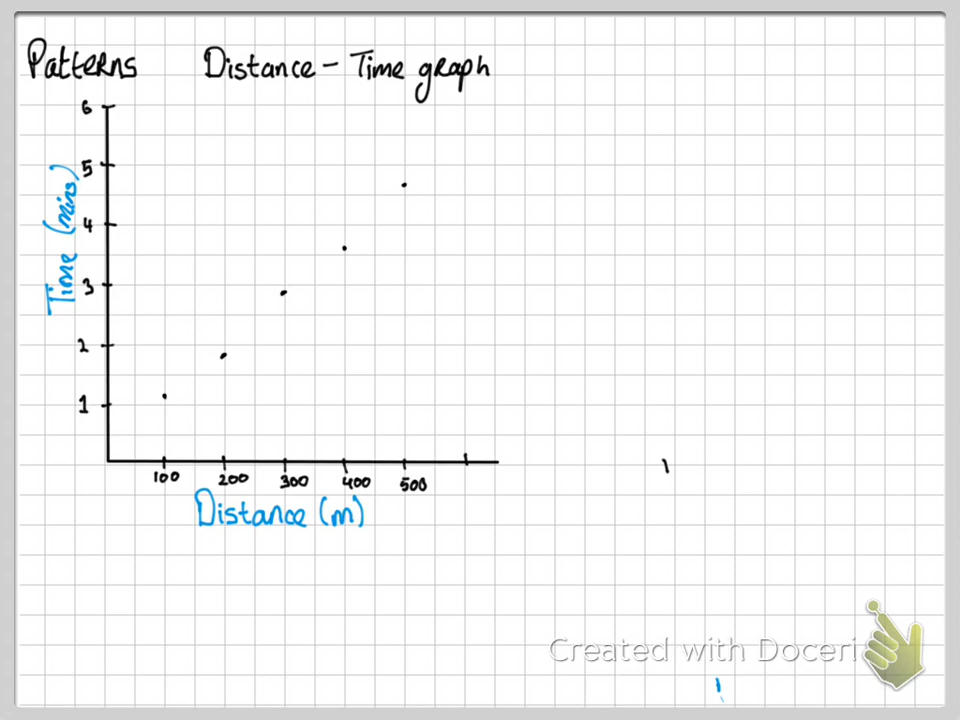 Patterns Distance - Time graph
6
5
4
3
2
1
Time (mins)
100 200 300 400 500
Distance (m)
Created with Doceri